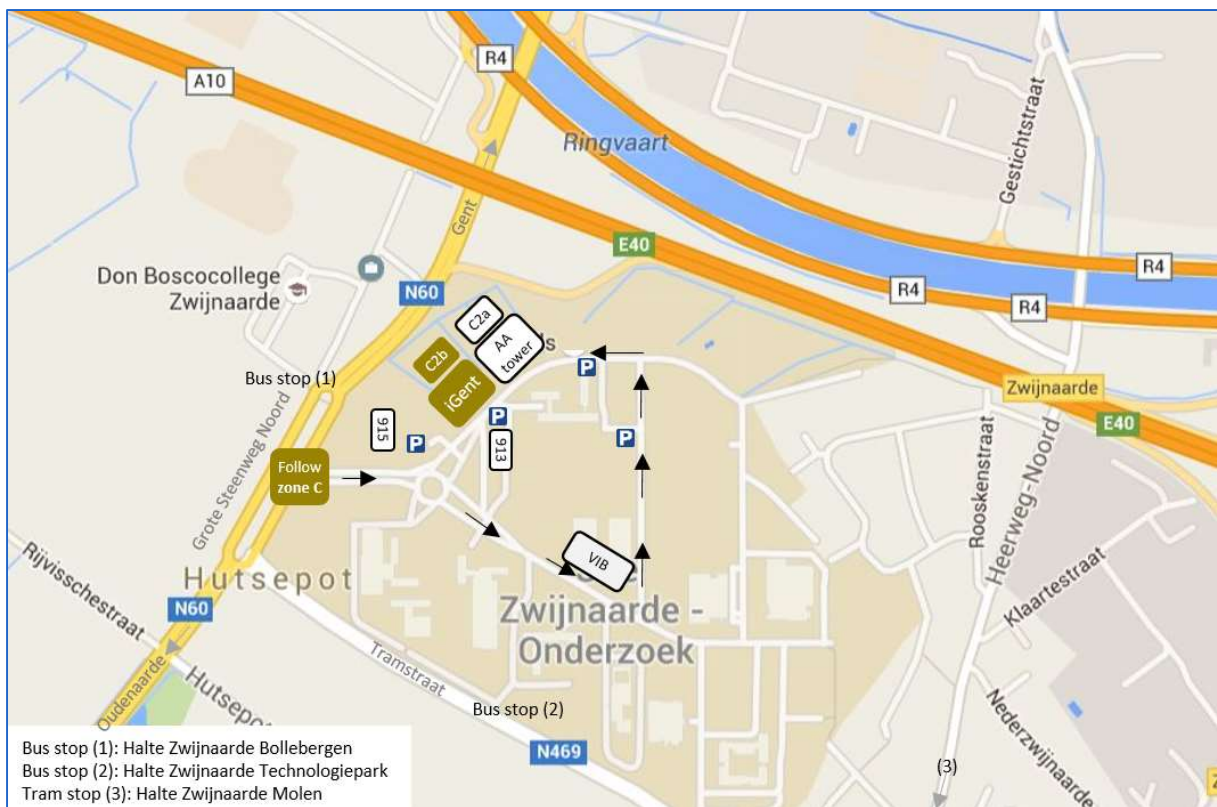 R4
A10
Ringvaart
Gestichtstraat
Gent
E40
R4
Don Boscocollege
Zwijnaarde
N60
R4
R4
C2a
AA
tower
ds
C2b
iGent
P
Zwijnaarde
Bus stop (1)
E40
915
P
P
913
P
Grote Steenweg Noord
Follow
zone C
Rooskenstraat
Heerweg-Noord
Rijvisschestraat
Hutsepot
VIB
Klaartestraat
N60
Zwijnaarde -
Onderzoek
Oudenaarde
Hutsepot
Tramstraat
Bus stop (2)
Nederzwijnaarde
N469
(3)
Bus stop (1): Halte Zwijnaarde Bollebergen
Bus stop (2): Halte Zwijnaarde Technologiepark
Tram stop (3): Halte Zwijnaarde Molen